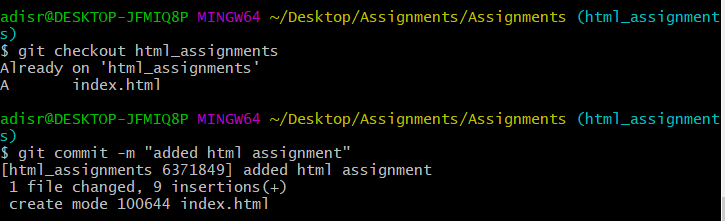 adisr@DESKTOP-JFMIQ8P MINGW64 ~/Desktop/Assignments/Assignments (html_assignment
s)
$ git checkout html_assignments
Already on 'html_assignments'
A       index.html
adisr@DESKTOP-JFMIQ8P MINGW64 ~/Desktop/Assignments/Assignments (html_assignment
s)
$ git commit -m "added html assignment"
[html_assignments 6371849] added html assignment
 1 file changed, 9 insertions(+)
 create mode 100644 index.html